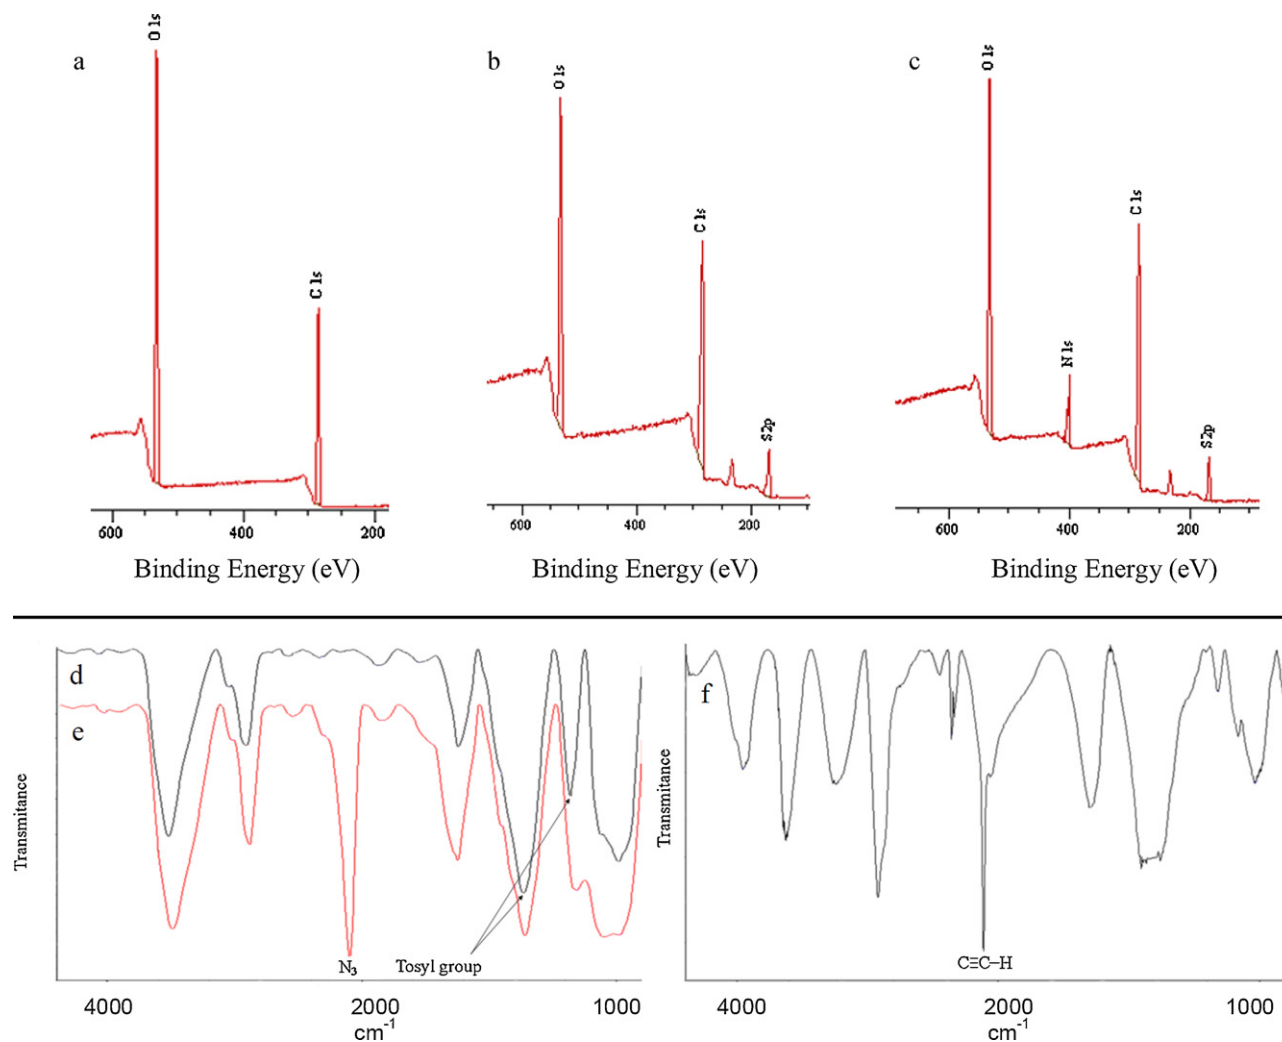 a
O 1s
C 1s
600
400
200
Binding Energy (eV)
b
O 1s
C 1s
S2p
600
400
200
Binding Energy (eV)
c
O 1s
N 1s
C 1s
S2p
600
400
200
Binding Energy (eV)
d
e
Transmitance
N₃
Tosyl group
4000
2000
1000
cm⁻¹
f
Transmitance
C≡C–H
4000
2000
1000
cm⁻¹